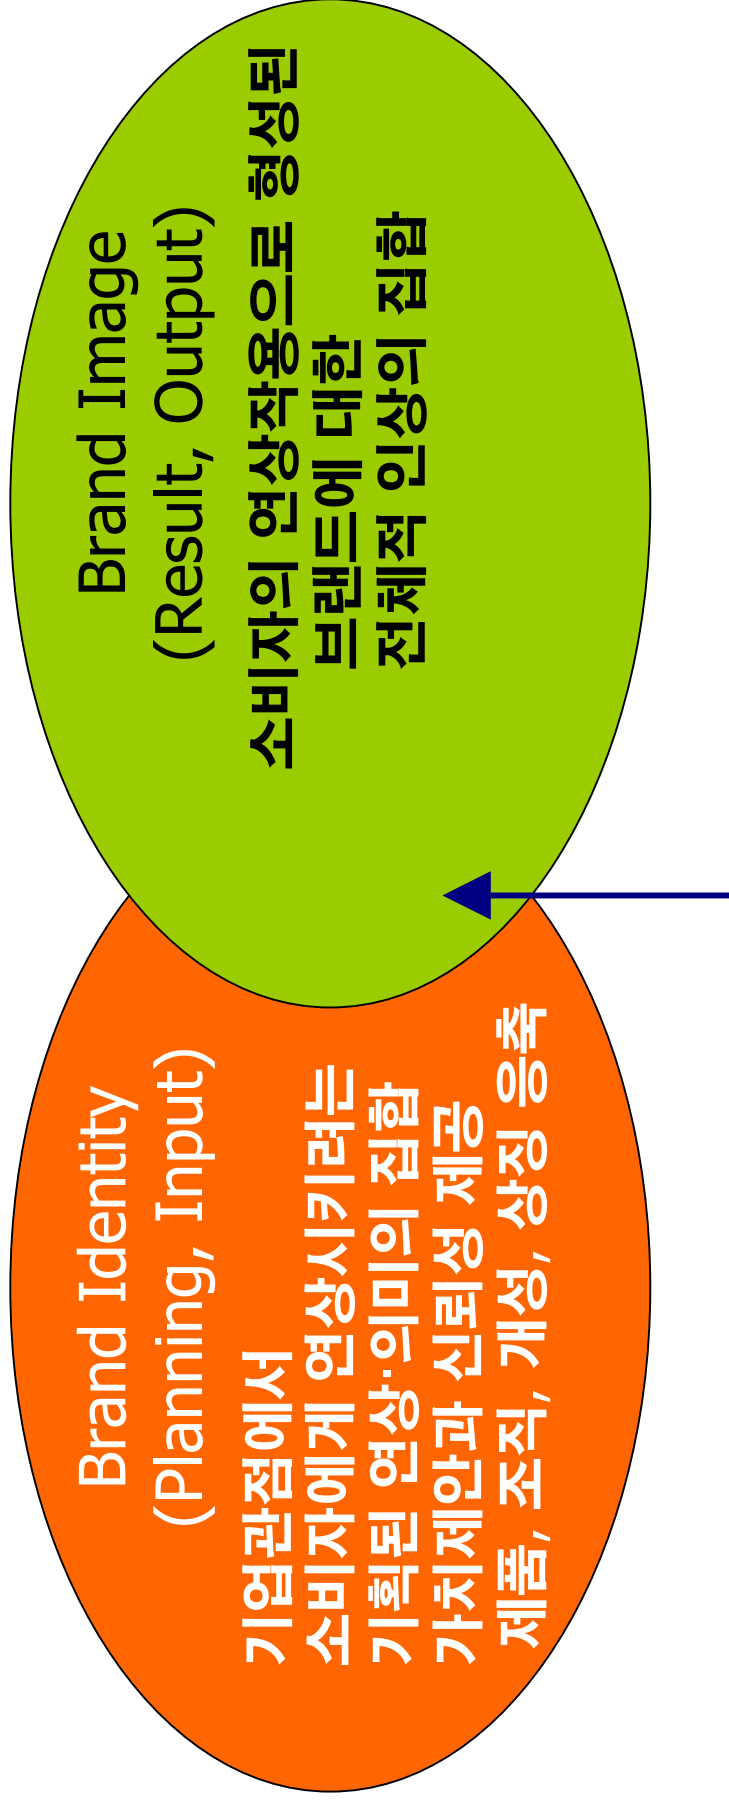 Brand Identity
(Planning, Input)
기업관점에서
소비자에게 연상시키려는
기획된 연상·의미의 집합
가치제안과 신뢰성 제공
제품, 조직, 개성, 상징 응축
Brand Image
(Result, Output)
소비자의 연상작용으로 형성된
브랜드에 대한
전체적 인상의 집합